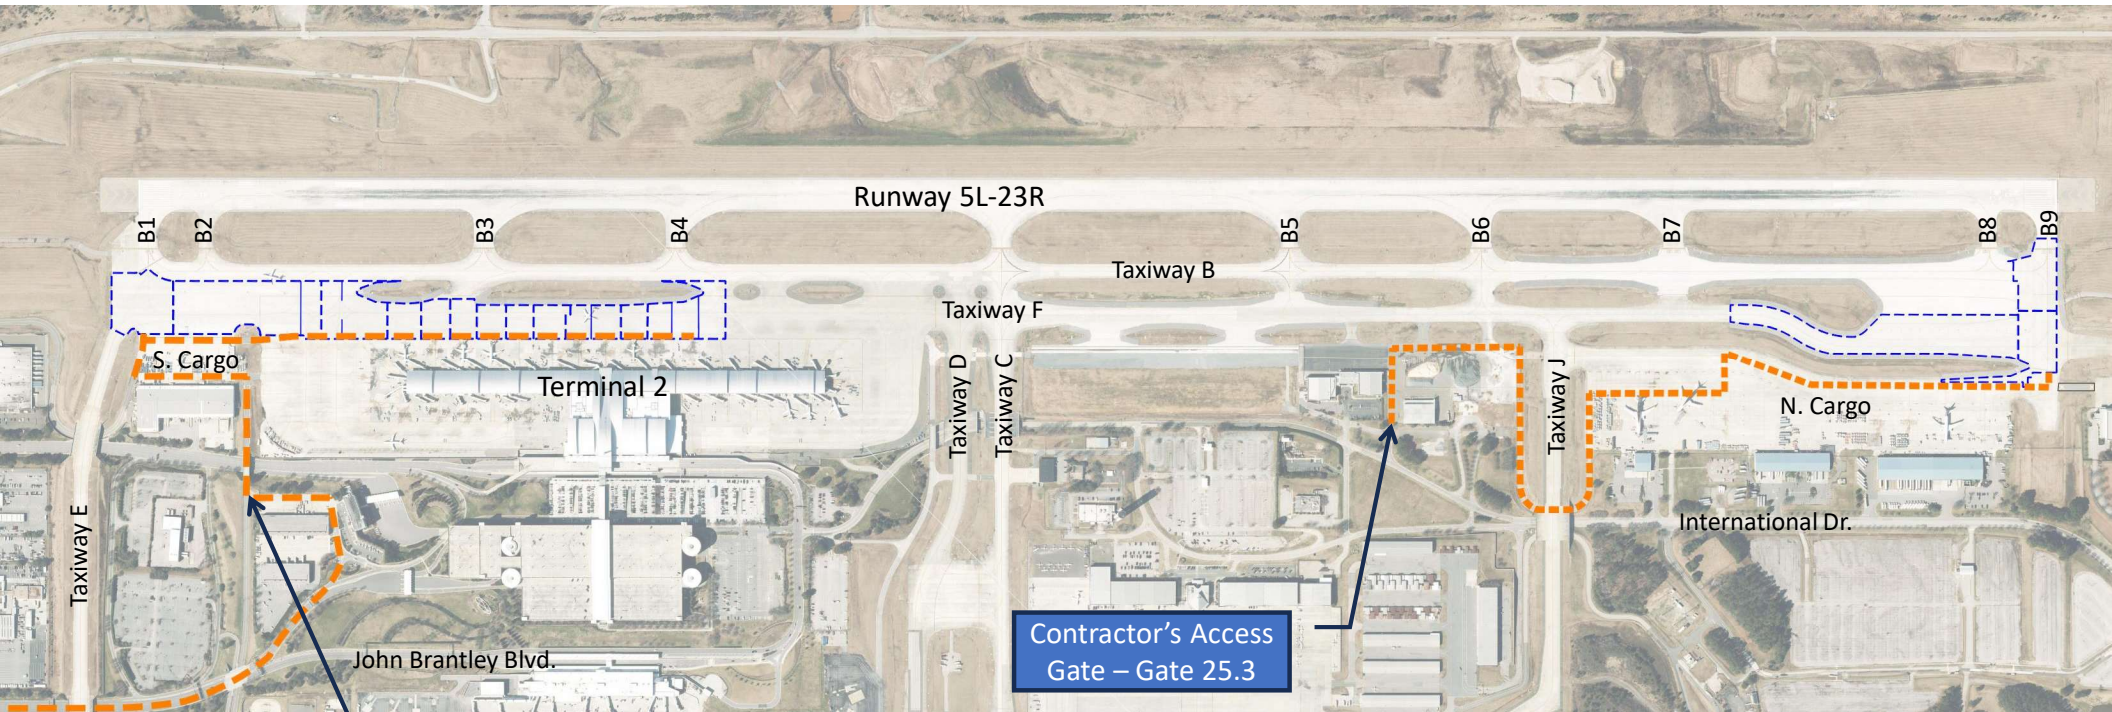 Runway 5L-23R
B1
B2
B3
B4
B5
B6
B7
B8
B9
Taxiway B
Taxiway F
S. Cargo
Terminal 2
Taxiway D
Taxiway C
Taxiway J
N. Cargo
Taxiway E
International Dr.
John Brantley Blvd.
Contractor’s Access
Gate – Gate 25.3